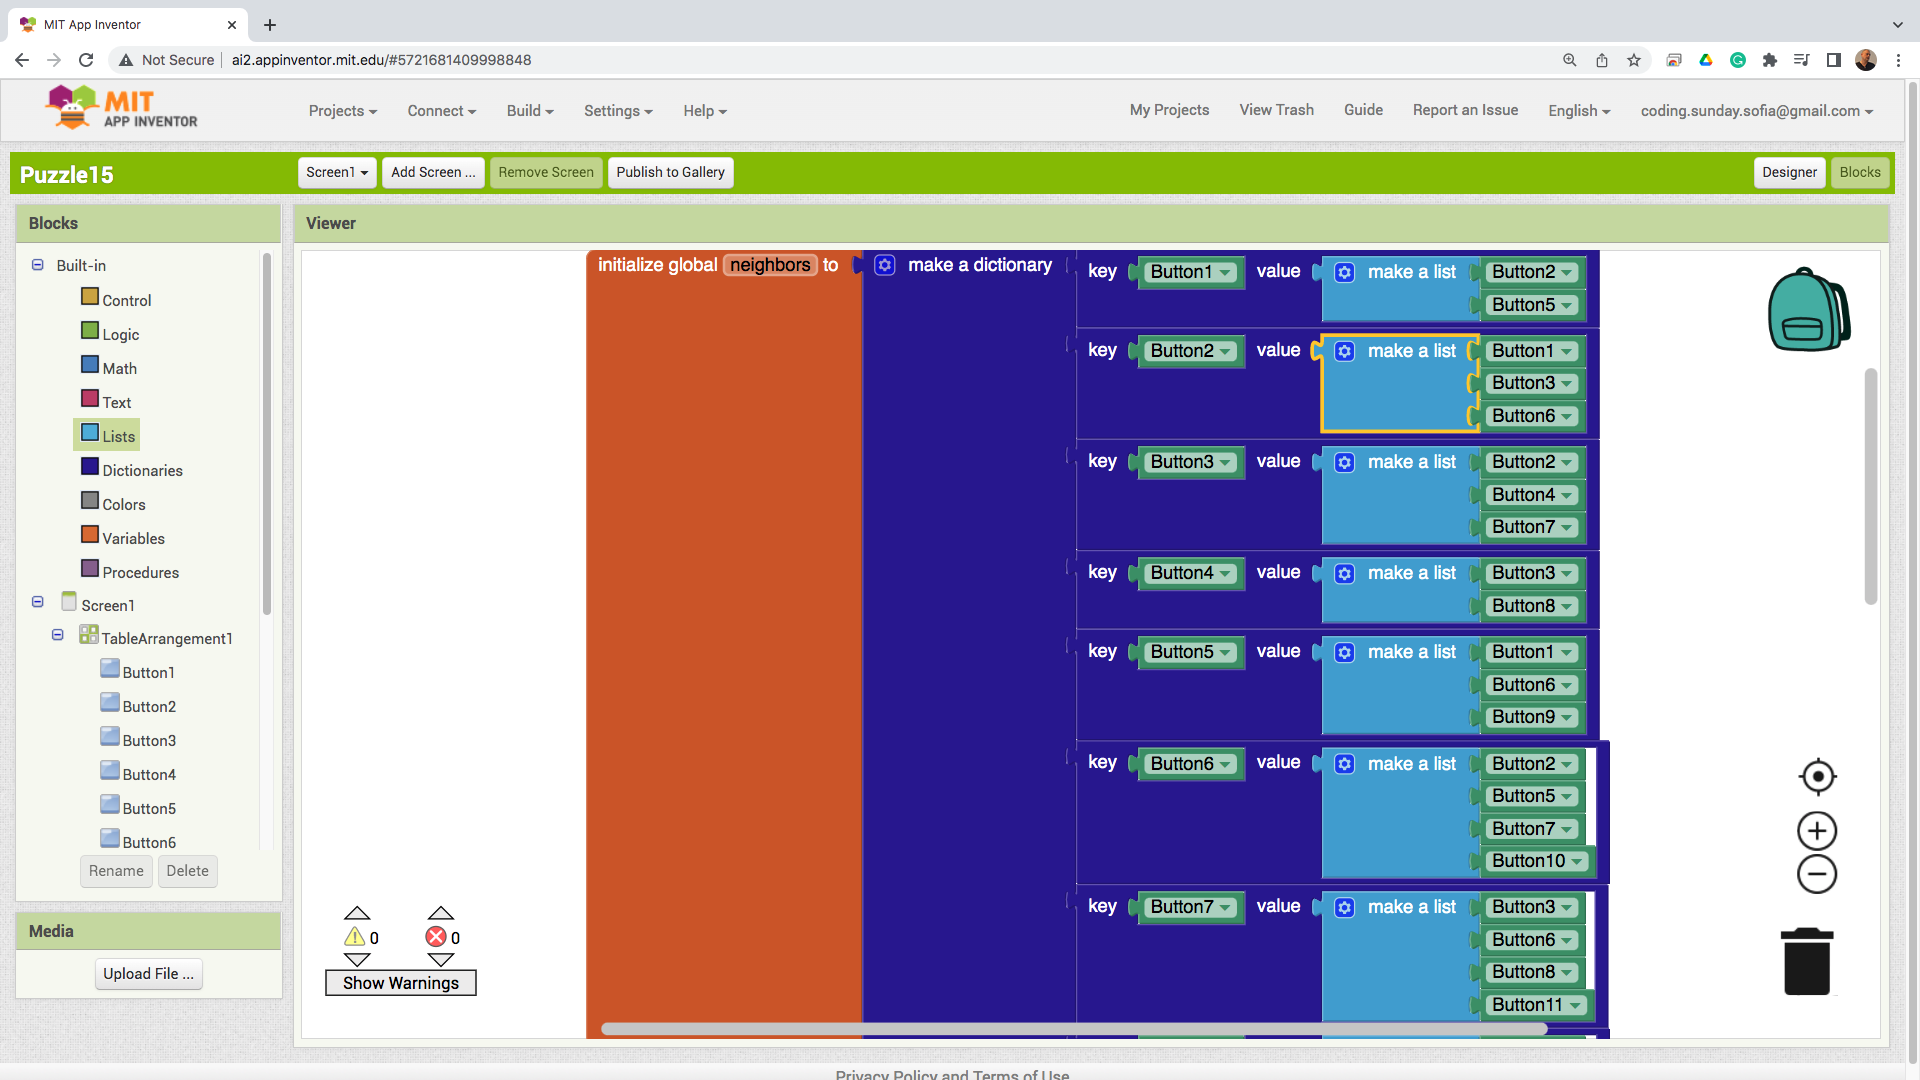 MIT App Inventor
Not Secure
ai2.appinventor.mit.edu/#5721681409998848
MIT
APP INVENTOR
Projects
Connect
Build
Settings
Help
My Projects
View Trash
Guide
Report an Issue
English
coding.sunday.sofia@gmail.com
Puzzle15
Screen1
Add Screen ...
Remove Screen
Publish to Gallery
Designer
Blocks
Blocks
Built-in
Control
Logic
Math
Text
Lists
Dictionaries
Colors
Variables
Procedures
Screen1
TableArrangement1
Button1
Button2
Button3
Button4
Button5
Button6
Rename
Delete
Media
Upload File ...
Viewer
initialize global neighbors to make a dictionary
key Button1 value make a list Button2
Button5
key Button2 value make a list Button1
Button3
Button6
key Button3 value make a list Button2
Button4
Button7
key Button4 value make a list Button3
Button8
key Button5 value make a list Button1
Button6
Button9
key Button6 value make a list Button2
Button5
Button7
Button10
key Button7 value make a list Button3
Button6
Button8
Button11
0
0
Show Warnings
Privacy Policy and Terms of Use